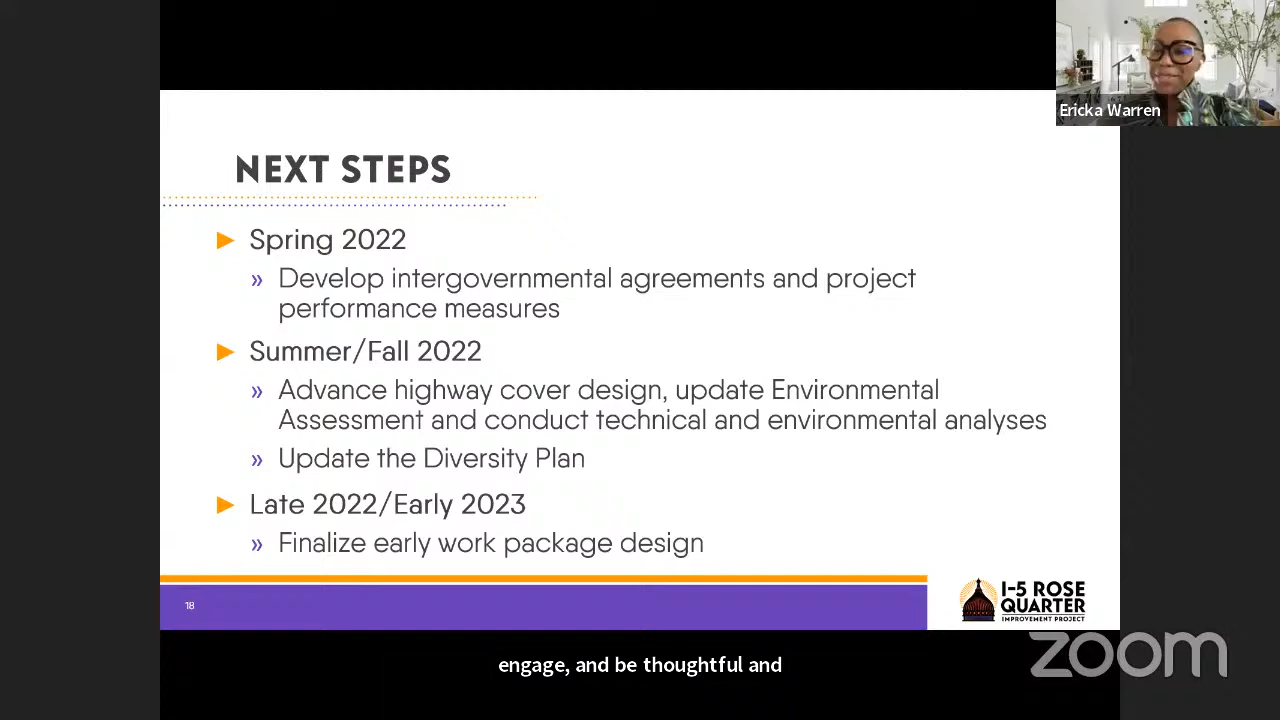 Ericka Warren
NEXT STEPS
Spring 2022
» Develop intergovernmental agreements and project
performance measures
Summer/Fall 2022
» Advance highway cover design, update Environmental
Assessment and conduct technical and environmental analyses
» Update the Diversity Plan
Late 2022/Early 2023
» Finalize early work package design
18
I-5 ROSE
QUARTER
IMPROVEMENT PROJECT
zoom
engage, and be thoughtful and